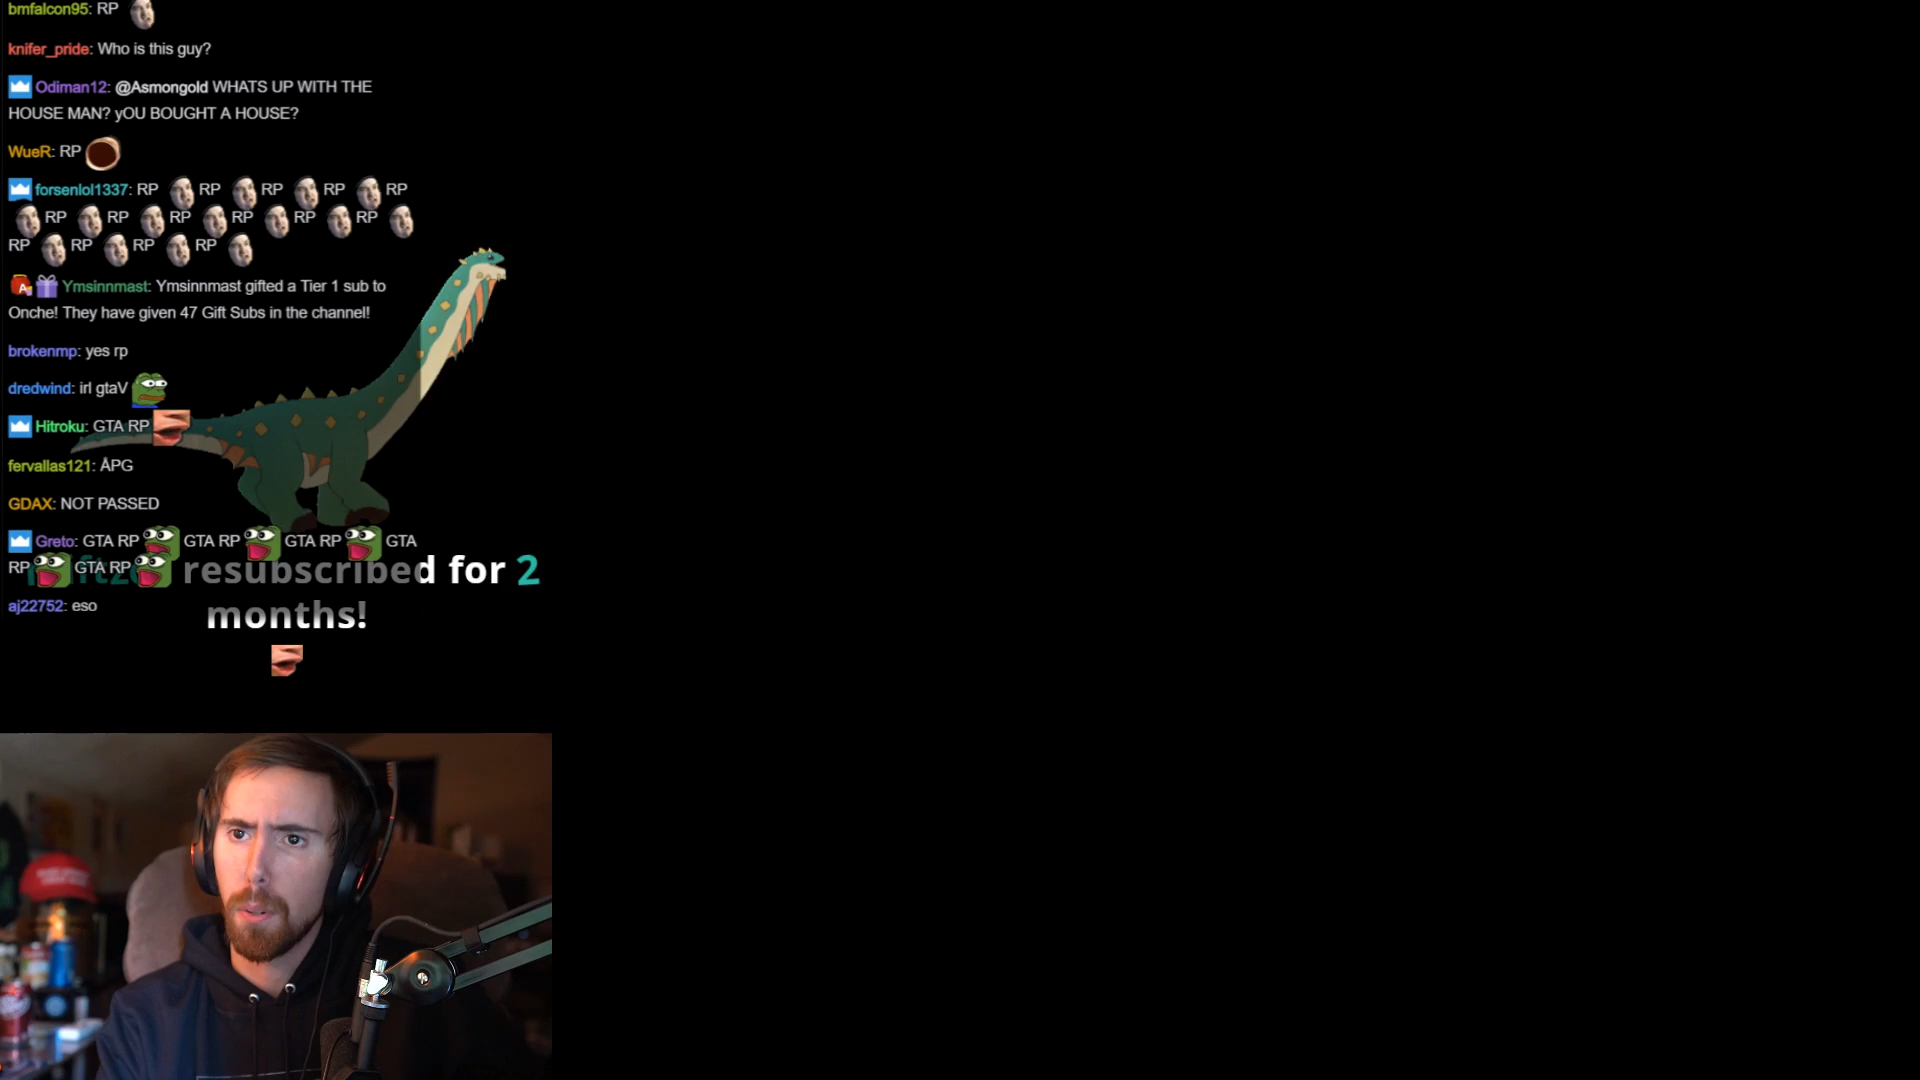 bmfalcon95: RP
knifer_pride: Who is this guy?
Odiman12: @Asmongold WHATS UP WITH THE
HOUSE MAN? yOU BOUGHT A HOUSE?
WueR: RP
forsenlol1337: RP RP RP RP RP
RP RP RP RP RP RP
RP RP RP RP
Ymsinnmast: Ymsinnmast gifted a Tier 1 sub to
Onche! They have given 47 Gift Subs in the channel!
brokenmp: yes rp
dredwind: irl gtaV
Hitroku: GTA RP
fervallas121: ÅPG
GDAX: NOT PASSED
Greto: GTA RP GTA RP GTA RP GTA
RP GTA RP
resubscribed for 2
months!
aj22752: eso